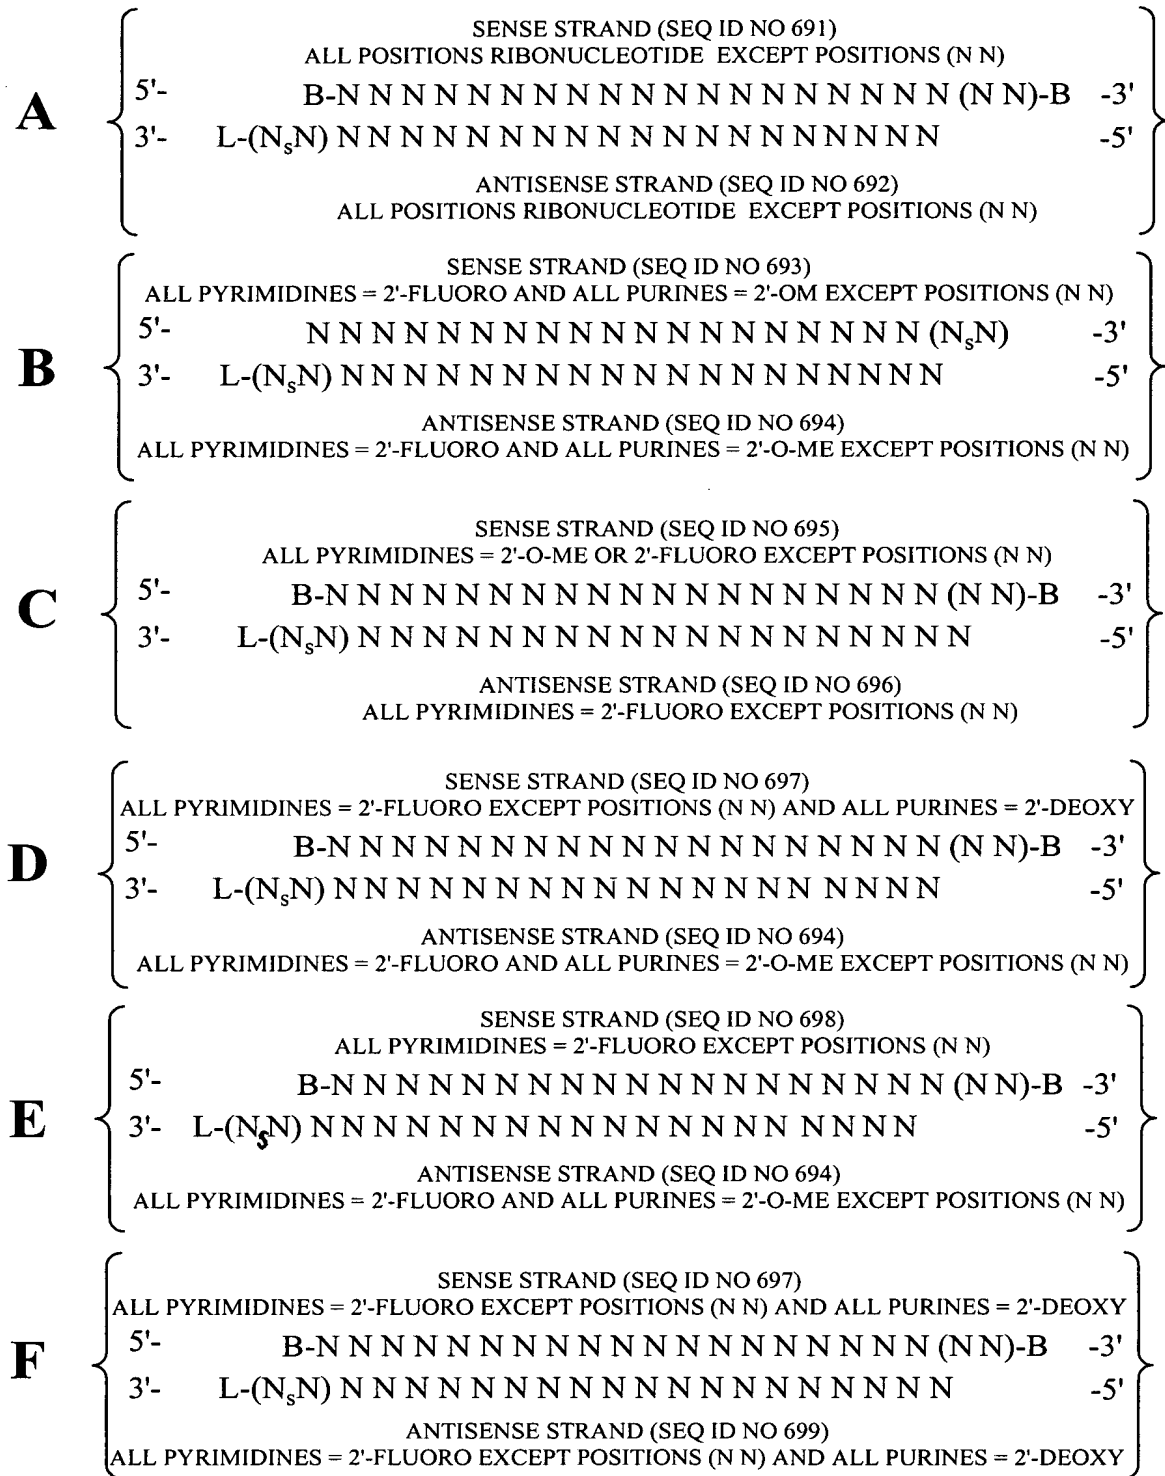 SENSE STRAND (SEQ ID NO 691)
ALL POSITIONS RIBONUCLEOTIDE EXCEPT POSITIONS (N N)
5'- B-N N N N N N N N N N N N N N N N N N N (N N)-B -3'
A
3'- L-(NsN) N N N N N N N N N N N N N N N N N N N -5'
ANTISENSE STRAND (SEQ ID NO 692)
ALL POSITIONS RIBONUCLEOTIDE EXCEPT POSITIONS (N N)
SENSE STRAND (SEQ ID NO 693)
ALL PYRIMIDINES = 2'-FLUORO AND ALL PURINES = 2'-OM EXCEPT POSITIONS (N N)
5'- N N N N N N N N N N N N N N N N N N N (NsN) -3'
B
3'- L-(NsN) N N N N N N N N N N N N N N N N N N N -5'
ANTISENSE STRAND (SEQ ID NO 694)
ALL PYRIMIDINES = 2'-FLUORO AND ALL PURINES = 2'-O-ME EXCEPT POSITIONS (N N)
SENSE STRAND (SEQ ID NO 695)
ALL PYRIMIDINES = 2'-O-ME OR 2'-FLUORO EXCEPT POSITIONS (N N)
5'- B-N N N N N N N N N N N N N N N N N N N (N N)-B -3'
C
3'- L-(NsN) N N N N N N N N N N N N N N N N N N N -5'
ANTISENSE STRAND (SEQ ID NO 696)
ALL PYRIMIDINES = 2'-FLUORO EXCEPT POSITIONS (N N)
SENSE STRAND (SEQ ID NO 697)
ALL PYRIMIDINES = 2'-FLUORO EXCEPT POSITIONS (N N) AND ALL PURINES = 2'-DEOXY
5'- B-N N N N N N N N N N N N N N N N N N N (N N)-B -3'
D
3'- L-(NsN) N N N N N N N N N N N N N N N N N N N -5'
ANTISENSE STRAND (SEQ ID NO 694)
ALL PYRIMIDINES = 2'-FLUORO AND ALL PURINES = 2'-O-ME EXCEPT POSITIONS (N N)
SENSE STRAND (SEQ ID NO 698)
ALL PYRIMIDINES = 2'-FLUORO EXCEPT POSITIONS (N N)
5'- B-N N N N N N N N N N N N N N N N N N N (N N)-B -3'
E
3'- L-(NsN) N N N N N N N N N N N N N N N N N N N -5'
ANTISENSE STRAND (SEQ ID NO 694)
ALL PYRIMIDINES = 2'-FLUORO AND ALL PURINES = 2'-O-ME EXCEPT POSITIONS (N N)
SENSE STRAND (SEQ ID NO 697)
ALL PYRIMIDINES = 2'-FLUORO EXCEPT POSITIONS (N N) AND ALL PURINES = 2'-DEOXY
5'- B-N N N N N N N N N N N N N N N N N N N (N N)-B -3'
F
3'- L-(NsN) N N N N N N N N N N N N N N N N N N N -5'
ANTISENSE STRAND (SEQ ID NO 699)
ALL PYRIMIDINES = 2'-FLUORO EXCEPT POSITIONS (N N) AND ALL PURINES = 2'-DEOXY